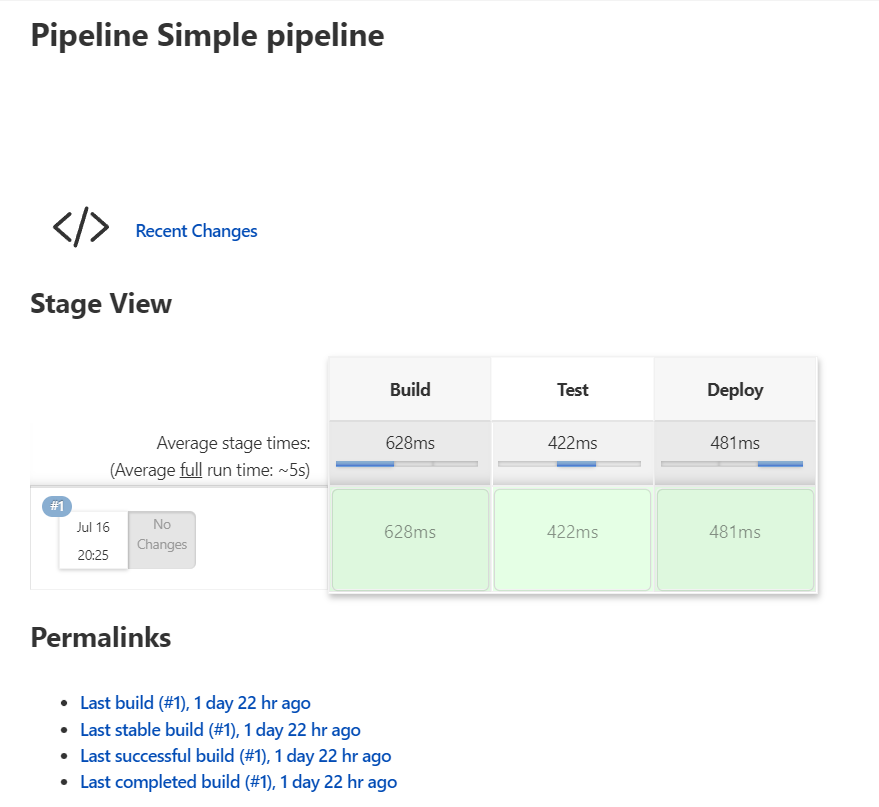 Pipeline Simple pipeline
Recent Changes
Stage View
Build Test Deploy
Average stage times: 628ms 422ms 481ms
(Average full run time: ~5s)
#1
Jul 16 No
Changes
20:25
628ms 422ms 481ms
Permalinks
Last build (#1), 1 day 22 hr ago
Last stable build (#1), 1 day 22 hr ago
Last successful build (#1), 1 day 22 hr ago
Last completed build (#1), 1 day 22 hr ago